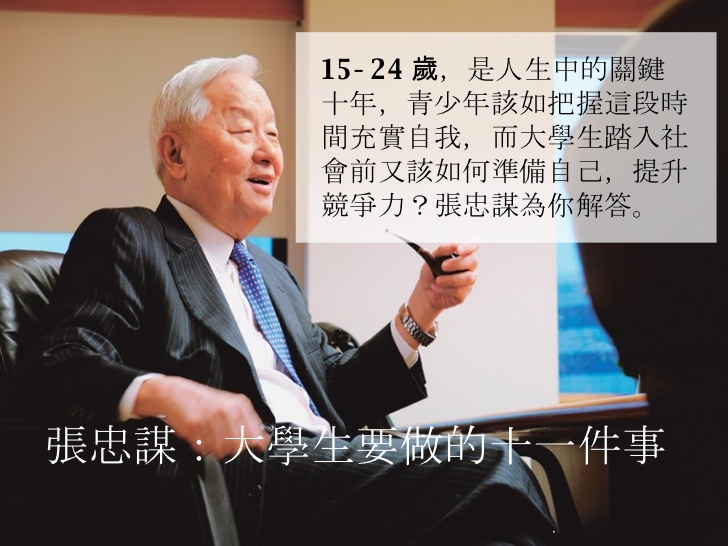 15-24 歲，是人生中的關鍵
十年，青少年該如把握這段時
間充實自我，而大學生踏入社
會前又該如何準備自己，提升
競爭力？張忠謀為你解答。
張忠謀：大學生要做的十一件事